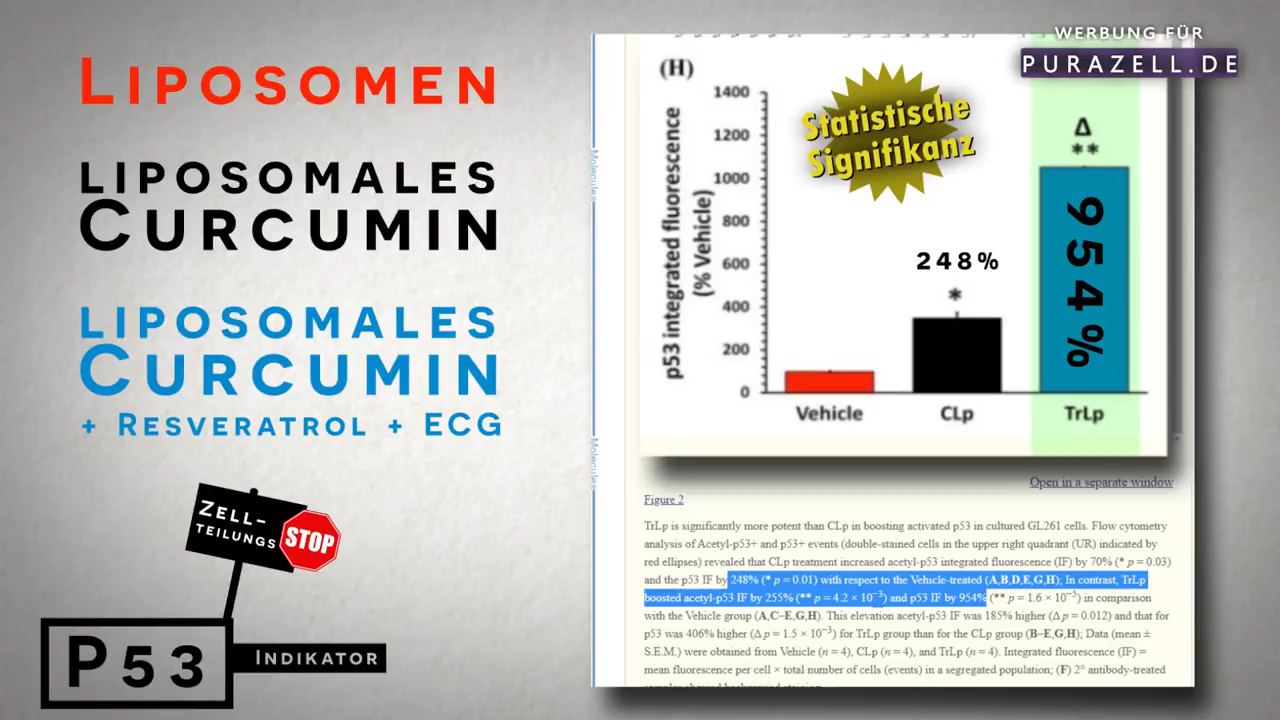 LIPOSOMEN
LIPOSOMALES
CURCUMIN
LIPOSOMALES
CURCUMIN
+ RESVERATROL + ECG
ZELL-
TEILUNGS
STOP
P53
INDIKATOR
WERBUNG FÜR
PURAZELL.DE
(H)
Statistische
Signifikanz
p53 integrated fluorescence
(% Vehicle)
1400
1200
1000
800
600
400
200
0
248%
*
Δ
**
954%
Vehicle
CLp
TrLp
Molecules
Molecules
Open in a separate window
Figure 2
TrLp is significantly more potent than CLp in boosting activated p53 in cultured GL261 cells. Flow cytometry
analysis of Acetyl-p53+ and p53+ events (double-stained cells in the upper right quadrant (UR) indicated by
red ellipses) revealed that CLp treatment increased acetyl-p53 integrated fluorescence (IF) by 70% (* p = 0.03)
and the p53 IF by 248% (* p = 0.01) with respect to the Vehicle-treated (A,B,D,E,G,H); In contrast, TrLp
boosted acetyl-p53 IF by 255% (** p = 4.2 × 10−3) and p53 IF by 954% (** p = 1.6 × 10−5) in comparison
with the Vehicle group (A,C–E,G,H). This elevation acetyl-p53 IF was 185% higher (Δ p = 0.012) and that for
p53 was 406% higher (Δ p = 1.5 × 10−3) for TrLp group than for the CLp group (B–E,G,H); Data (mean ±
S.E.M.) were obtained from Vehicle (n = 4), CLp (n = 4), and TrLp (n = 4). Integrated fluorescence (IF) =
mean fluorescence per cell × total number of cells (events) in a segregated population; (F) 2° antibody-treated